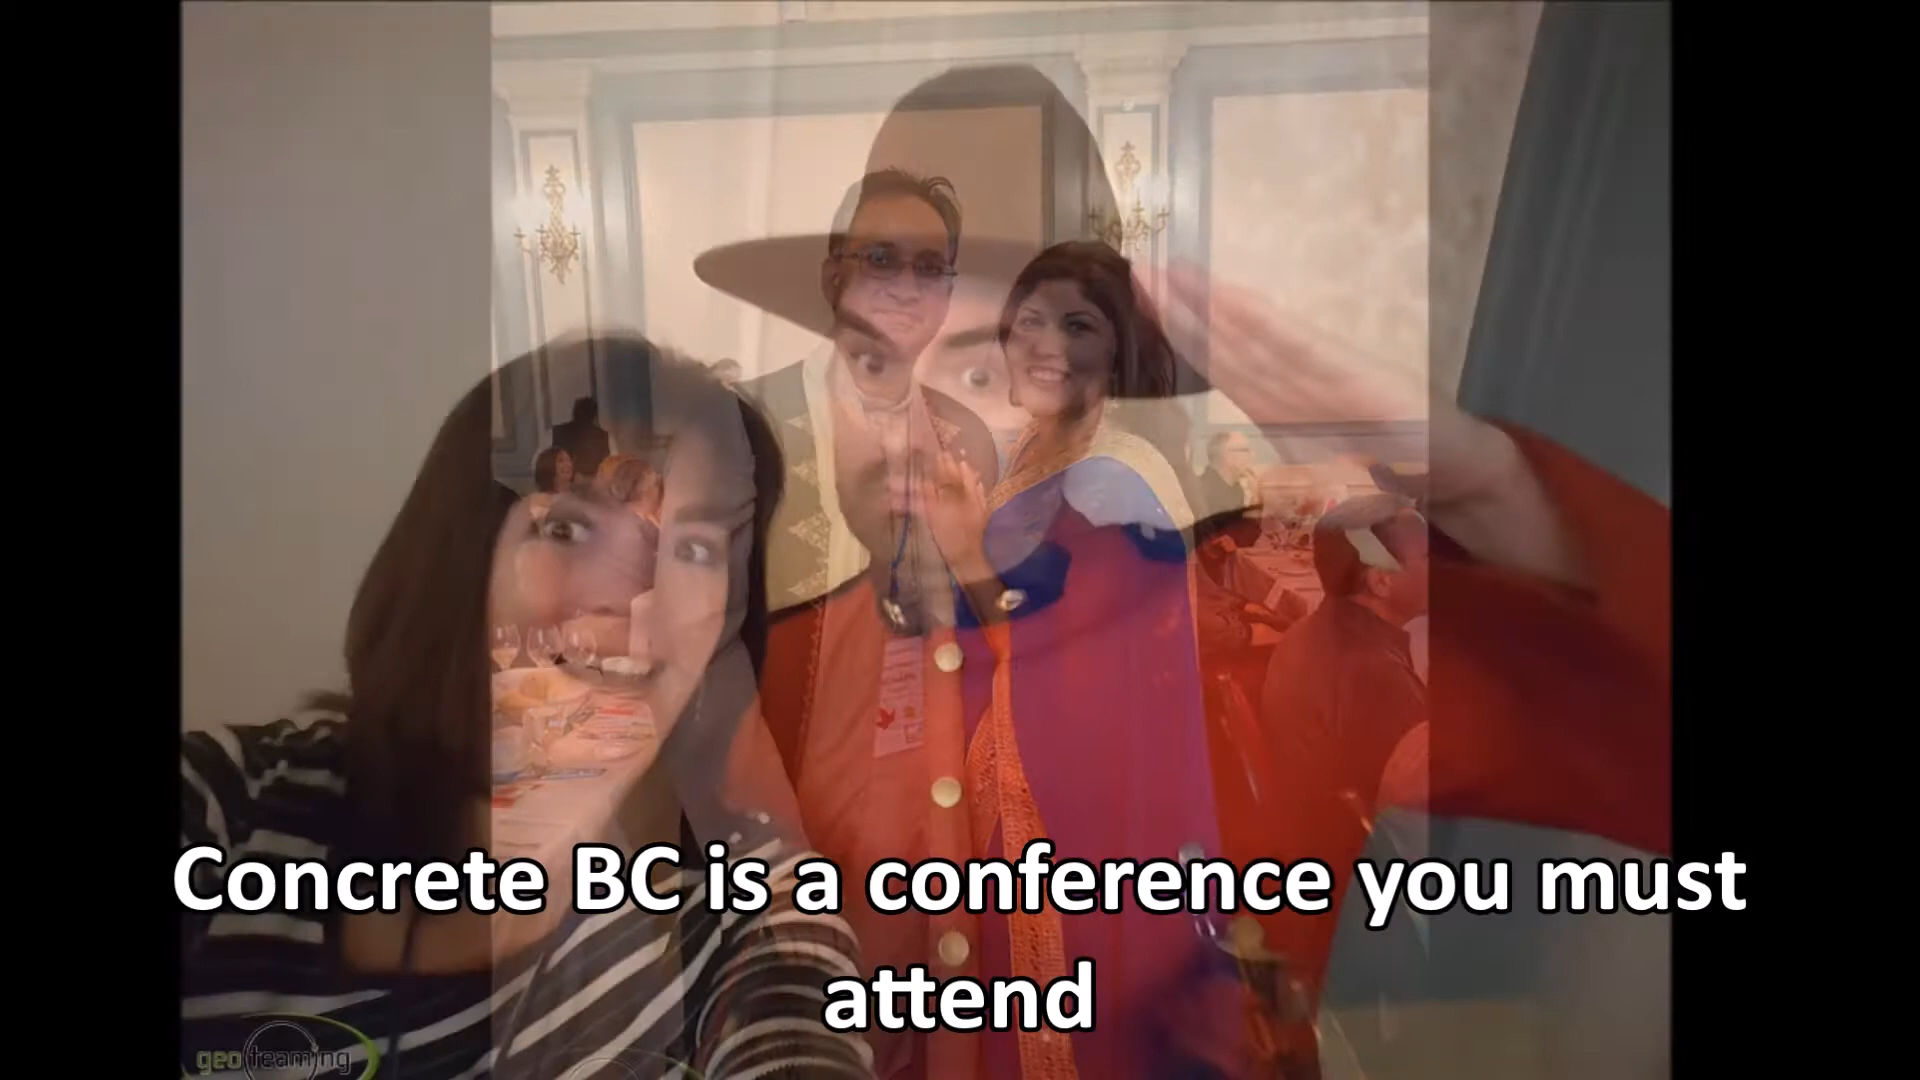 Concrete BC is a conference you must
attend
geoteaming